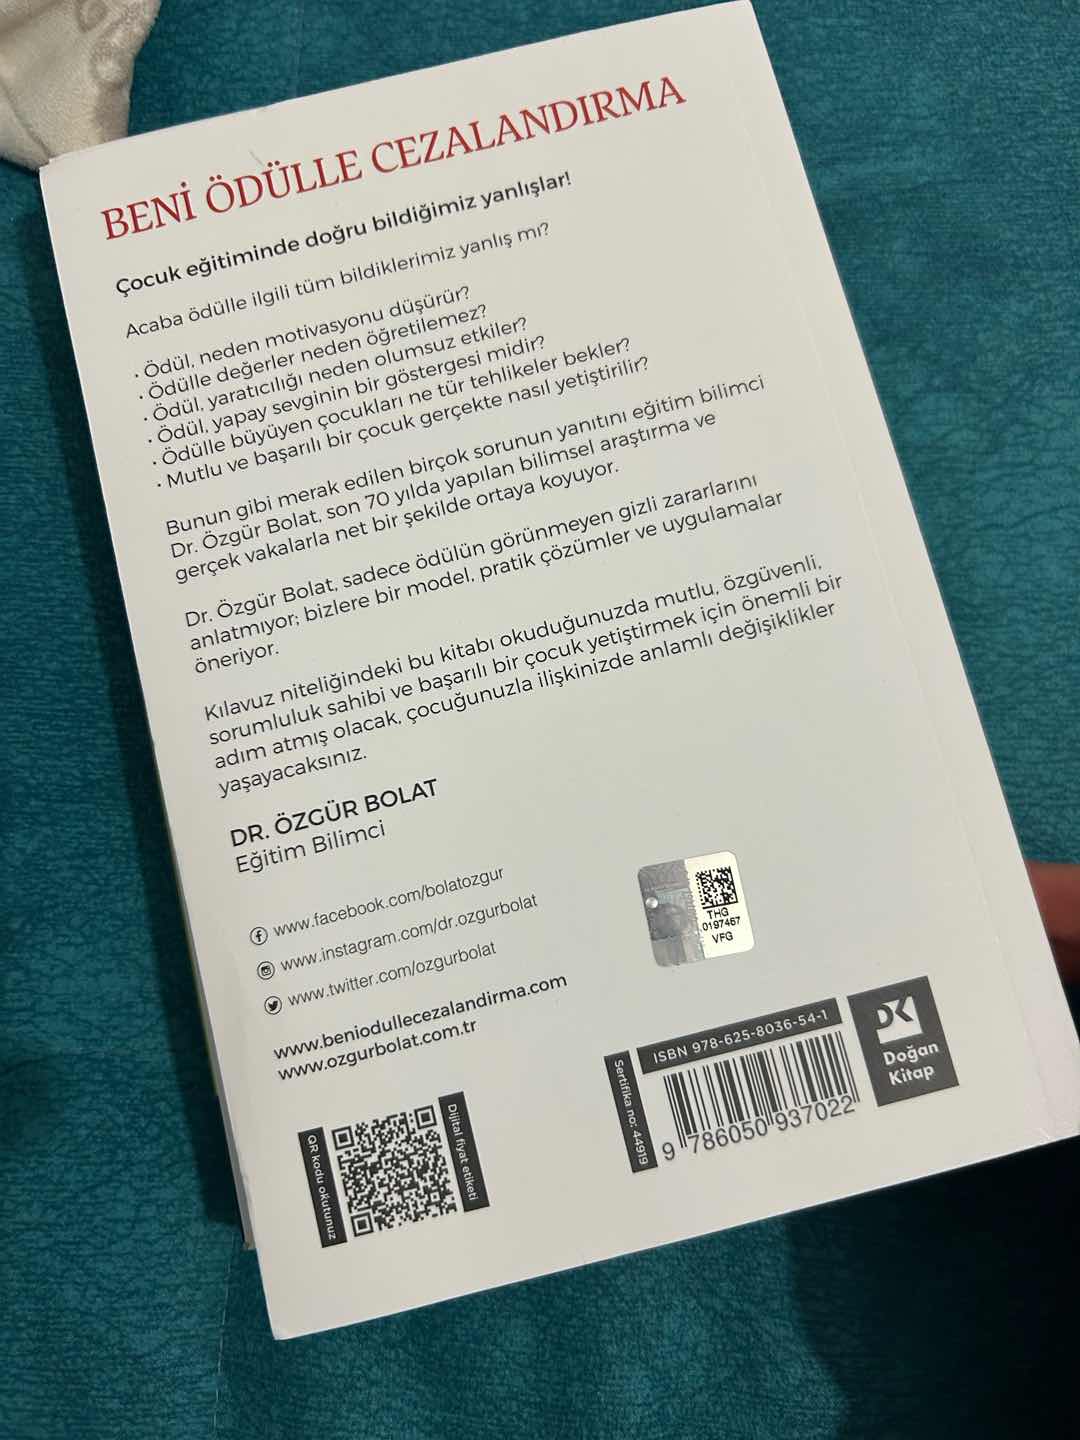 BENİ ÖDÜLLE CEZALANDIRMA
Çocuk eğitiminde doğru bildiğimiz yanlışlar!
Acaba ödülle ilgili tüm bildiklerimiz yanlış mı?
• Ödül, neden motivasyonu düşürür?
• Ödülle değerler neden öğretilemez?
• Ödül, yaratıcılığı neden olumsuz etkiler?
• Ödül, yapay sevginin bir göstergesi midir?
• Ödülle büyüyen çocukları ne tür tehlikeler bekler?
• Mutlu ve başarılı bir çocuk gerçekte nasıl yetiştirilir?
Bunun gibi merak edilen birçok sorunun yanıtını eğitim bilimci
Dr. Özgür Bolat, son 70 yılda yapılan bilimsel araştırma ve
gerçek vakalarla net bir şekilde ortaya koyuyor.
Dr. Özgür Bolat, sadece ödülün görünmeyen gizli zararlarını
anlatmıyor; bizlere bir model, pratik çözümler ve uygulamalar
öneriyor.
Kılavuz niteliğindeki bu kitabı okuduğunuzda mutlu, özgüvenli,
sorumluluk sahibi ve başarılı bir çocuk yetiştirmek için önemli bir
adım atmış olacak, çocuğunuzla ilişkinizde anlamlı değişiklikler
yaşayacaksınız.
DR. ÖZGÜR BOLAT
Eğitim Bilimci
www.facebook.com/bolatozgur
www.instagram.com/dr.ozgurbolat
www.twitter.com/ozgurbolat
www.beniodullecezalandirma.com
www.ozgurbolat.com.tr
THG
0197467
VFG
QR kodu okutunuz
Dijital fiyat etiketi
Sertifika no: 44919
ISBN 978-625-8036-54-1
9 786050 937022
DK
Doğan
Kitap